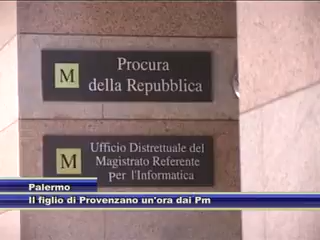 M
Procura
della Repubblica
M
Ufficio Distrettuale del
Magistrato Referente
per l'Informatica
Palermo
Il figlio di Provenzano un'ora dai Pm